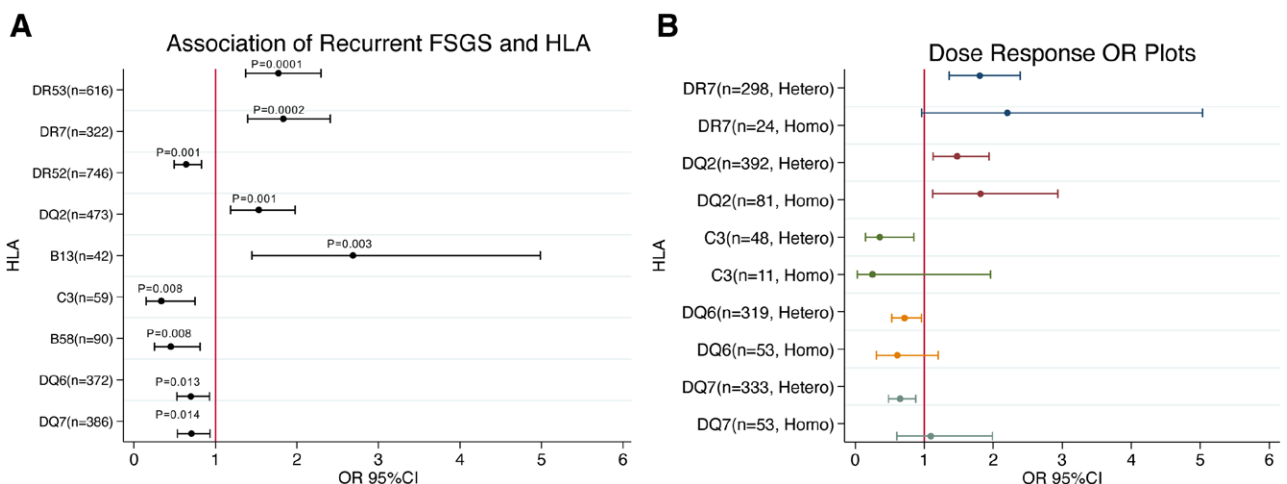 A
Association of Recurrent FSGS and HLA
P=0.0001
DR53(n=616)
P=0.0002
DR7(n=322)
P=0.001
DR52(n=746)
P=0.001
DQ2(n=473)
P=0.003
B13(n=42)
P=0.008
C3(n=59)
P=0.008
B58(n=90)
P=0.013
DQ6(n=372)
P=0.014
DQ7(n=386)
HLA
0 1 2 3 4 5 6
OR 95%CI
B
Dose Response OR Plots
DR7(n=298, Hetero)
DR7(n=24, Homo)
DQ2(n=392, Hetero)
DQ2(n=81, Homo)
C3(n=48, Hetero)
C3(n=11, Homo)
DQ6(n=319, Hetero)
DQ6(n=53, Homo)
DQ7(n=333, Hetero)
DQ7(n=53, Homo)
HLA
0 1 2 3 4 5 6
OR 95%CI